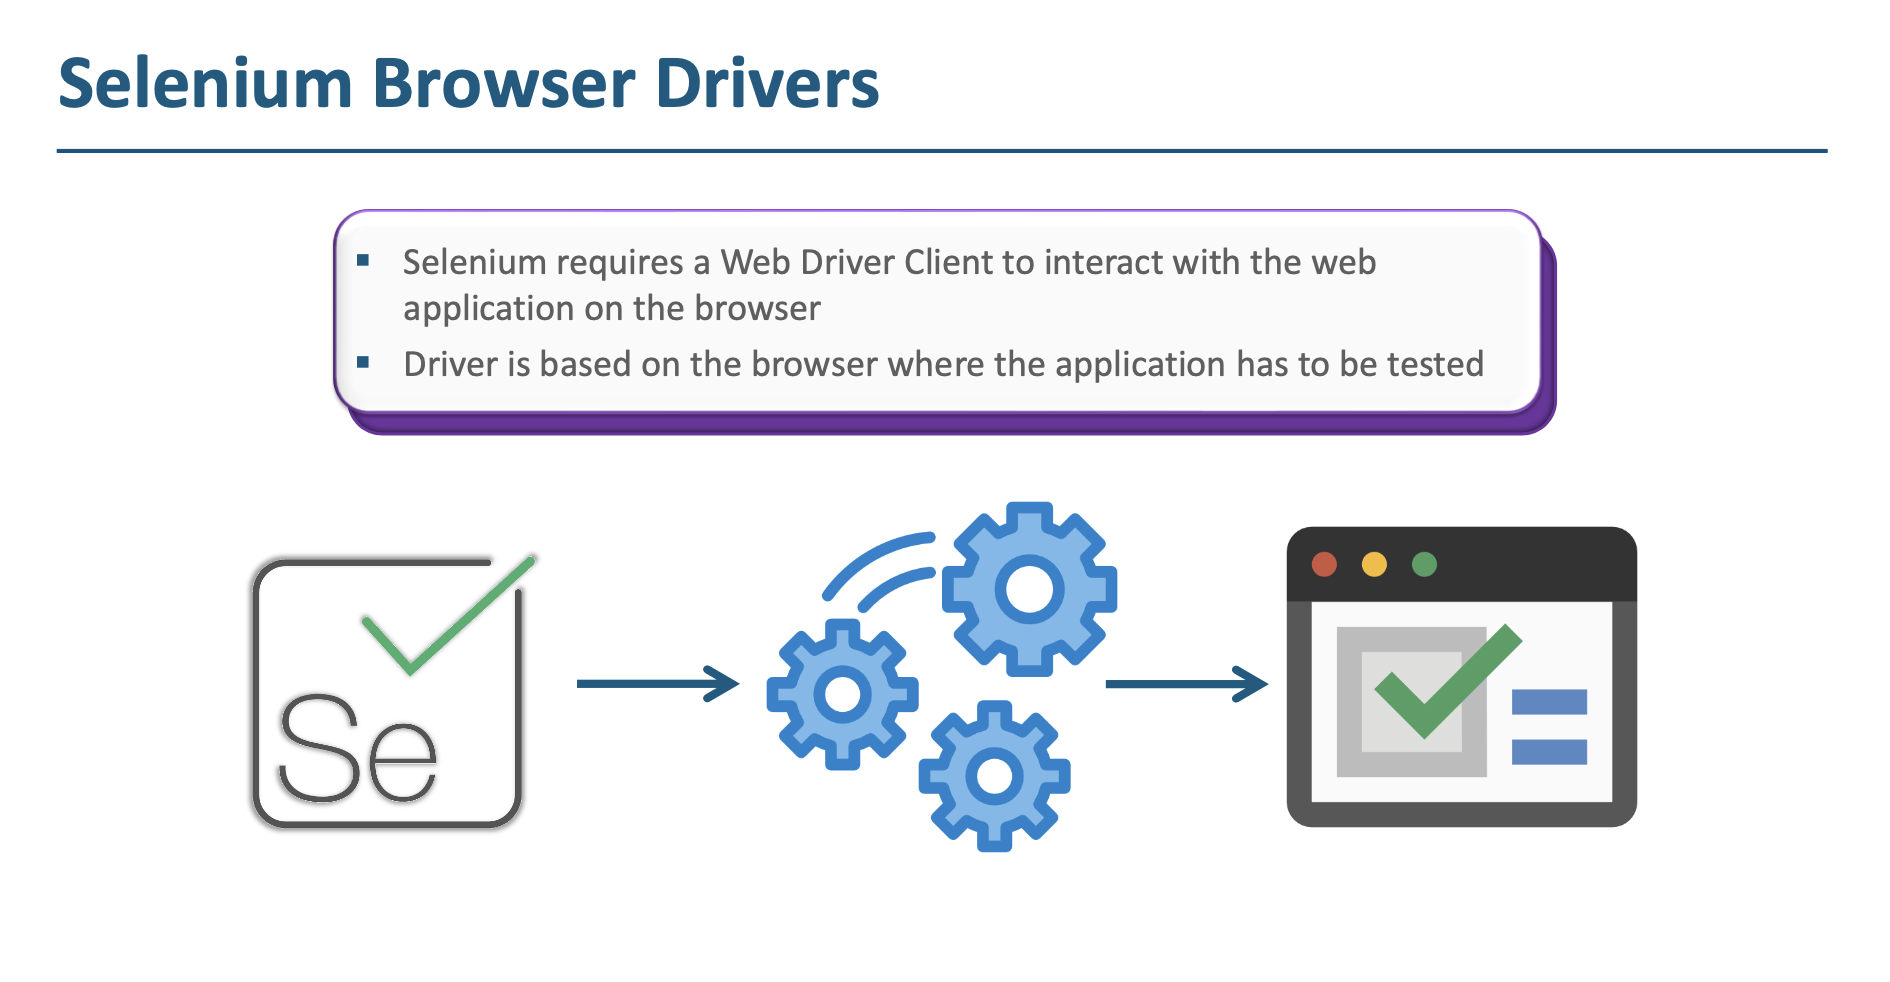 Selenium Browser Drivers
▪ Selenium requires a Web Driver Client to interact with the web
application on the browser
▪ Driver is based on the browser where the application has to be tested
Se